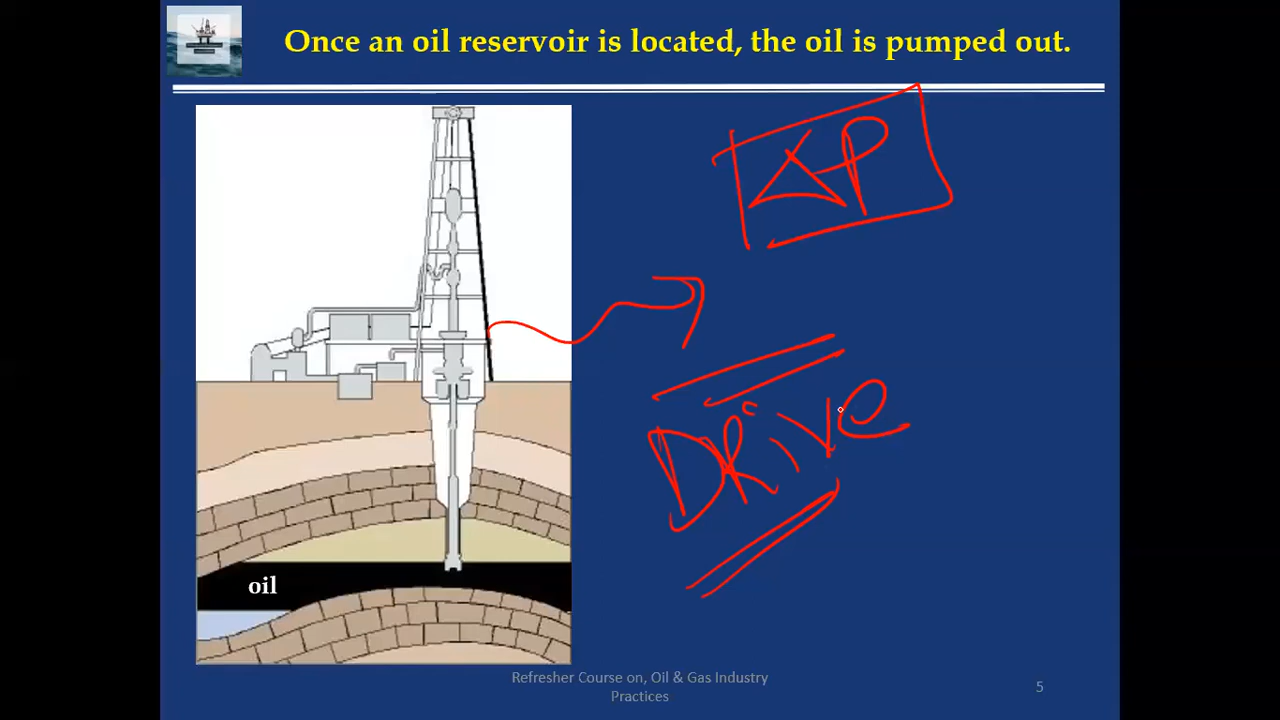 Once an oil reservoir is located, the oil is pumped out.
ΔP
DRive
oil
Refresher Course on, Oil & Gas Industry
Practices
5